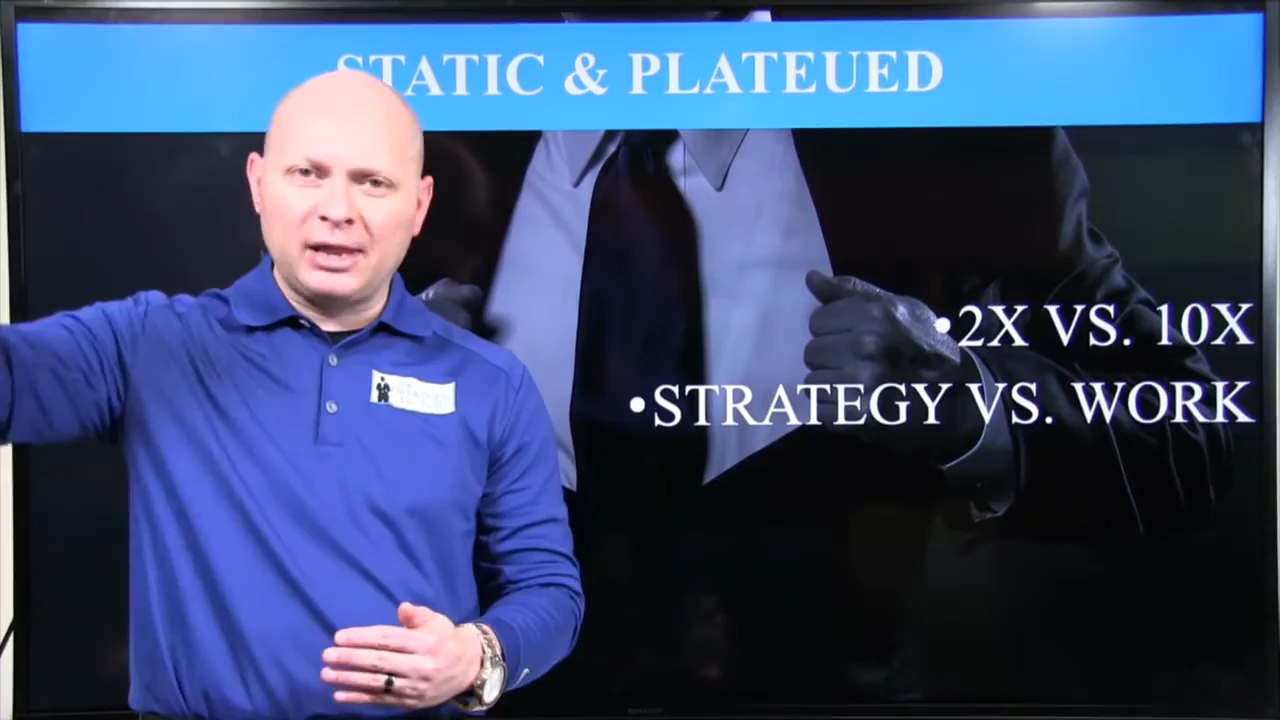 STATIC & PLATEUED
•2X VS. 10X
•STRATEGY VS. WORK